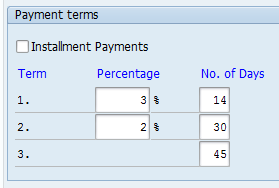 Payment terms
Installment Payments
Term Percentage No. of Days
1. 3 % 14
2. 2 % 30
3. 45